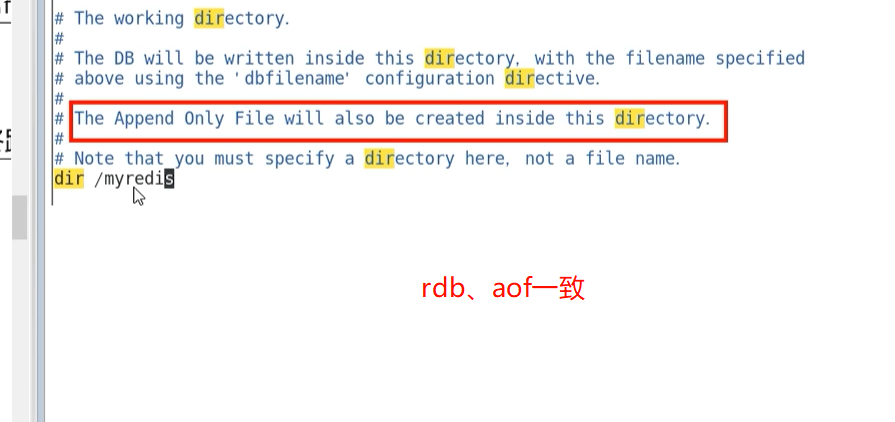 # The working directory.
#
# The DB will be written inside this directory, with the filename specified
# above using the 'dbfilename' configuration directive.
#
# The Append Only File will also be created inside this directory.
#
# Note that you must specify a directory here, not a file name.
dir /myredis
rdb、aof一致